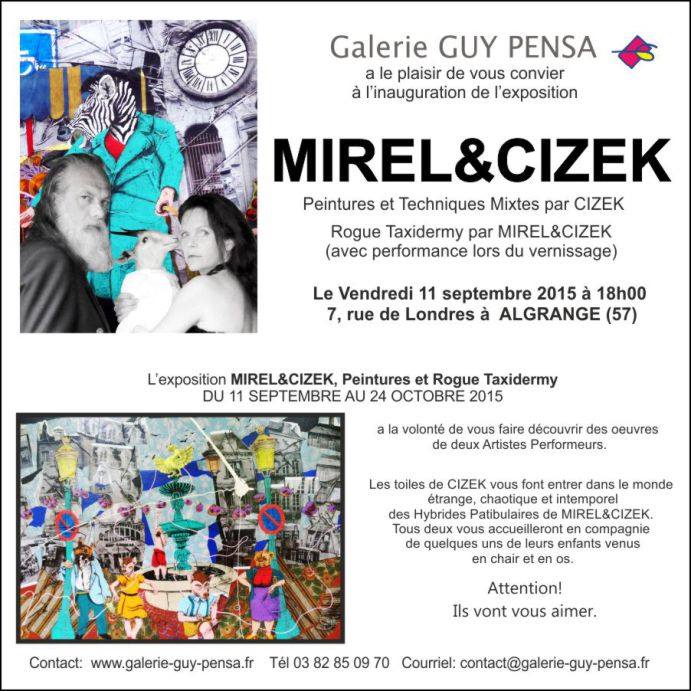 Galerie GUY PENSA
a le plaisir de vous convier
à l'inauguration de l'exposition
MIREL&CIZEK
Peintures et Techniques Mixtes par CIZEK
Rogue Taxidermy par MIREL&CIZEK
(avec performance lors du vernissage)
Le Vendredi 11 septembre 2015 à 18h00
7, rue de Londres à ALGRANGE (57)
L'exposition MIREL&CIZEK, Peintures et Rogue Taxidermy
DU 11 SEPTEMBRE AU 24 OCTOBRE 2015
a la volonté de vous faire découvrir des oeuvres
de deux Artistes Performeurs.
Les toiles de CIZEK vous font entrer dans le monde
étrange, chaotique et intemporel
des Hybrides Patibulaires de MIREL&CIZEK.
Tous deux vous accueilleront en compagnie
de quelques uns de leurs enfants venus
en chair et en os.
Attention!
Ils vont vous aimer.
Contact: www.galerie-guy-pensa.fr Tél 03 82 85 09 70 Courriel: contact@galerie-guy-pensa.fr